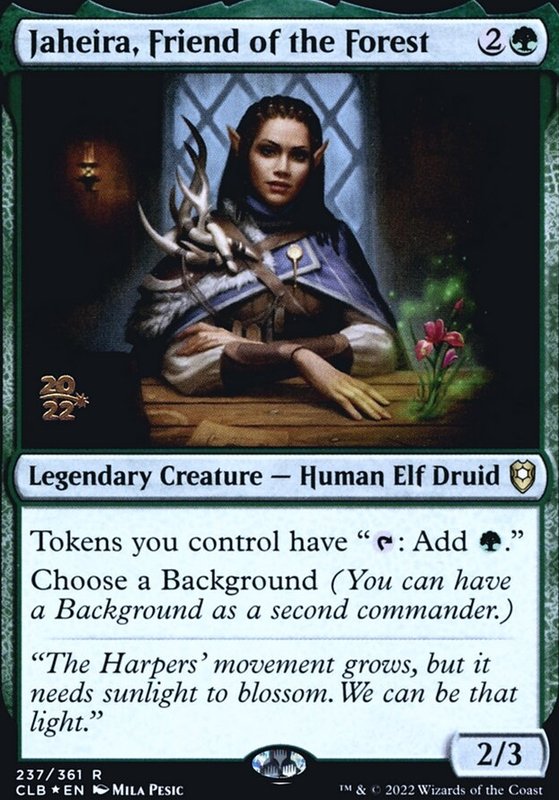 Jaheira, Friend of the Forest 2
20
22
Legendary Creature — Human Elf Druid
Tokens you control have “: Add .”
Choose a Background (You can have
a Background as a second commander.)
“The Harpers’ movement grows, but it
needs sunlight to blossom. We can be that
light.”
2/3
237/361 R
CLB ★ EN Mila Pesic
™ & © 2022 Wizards of the Coast